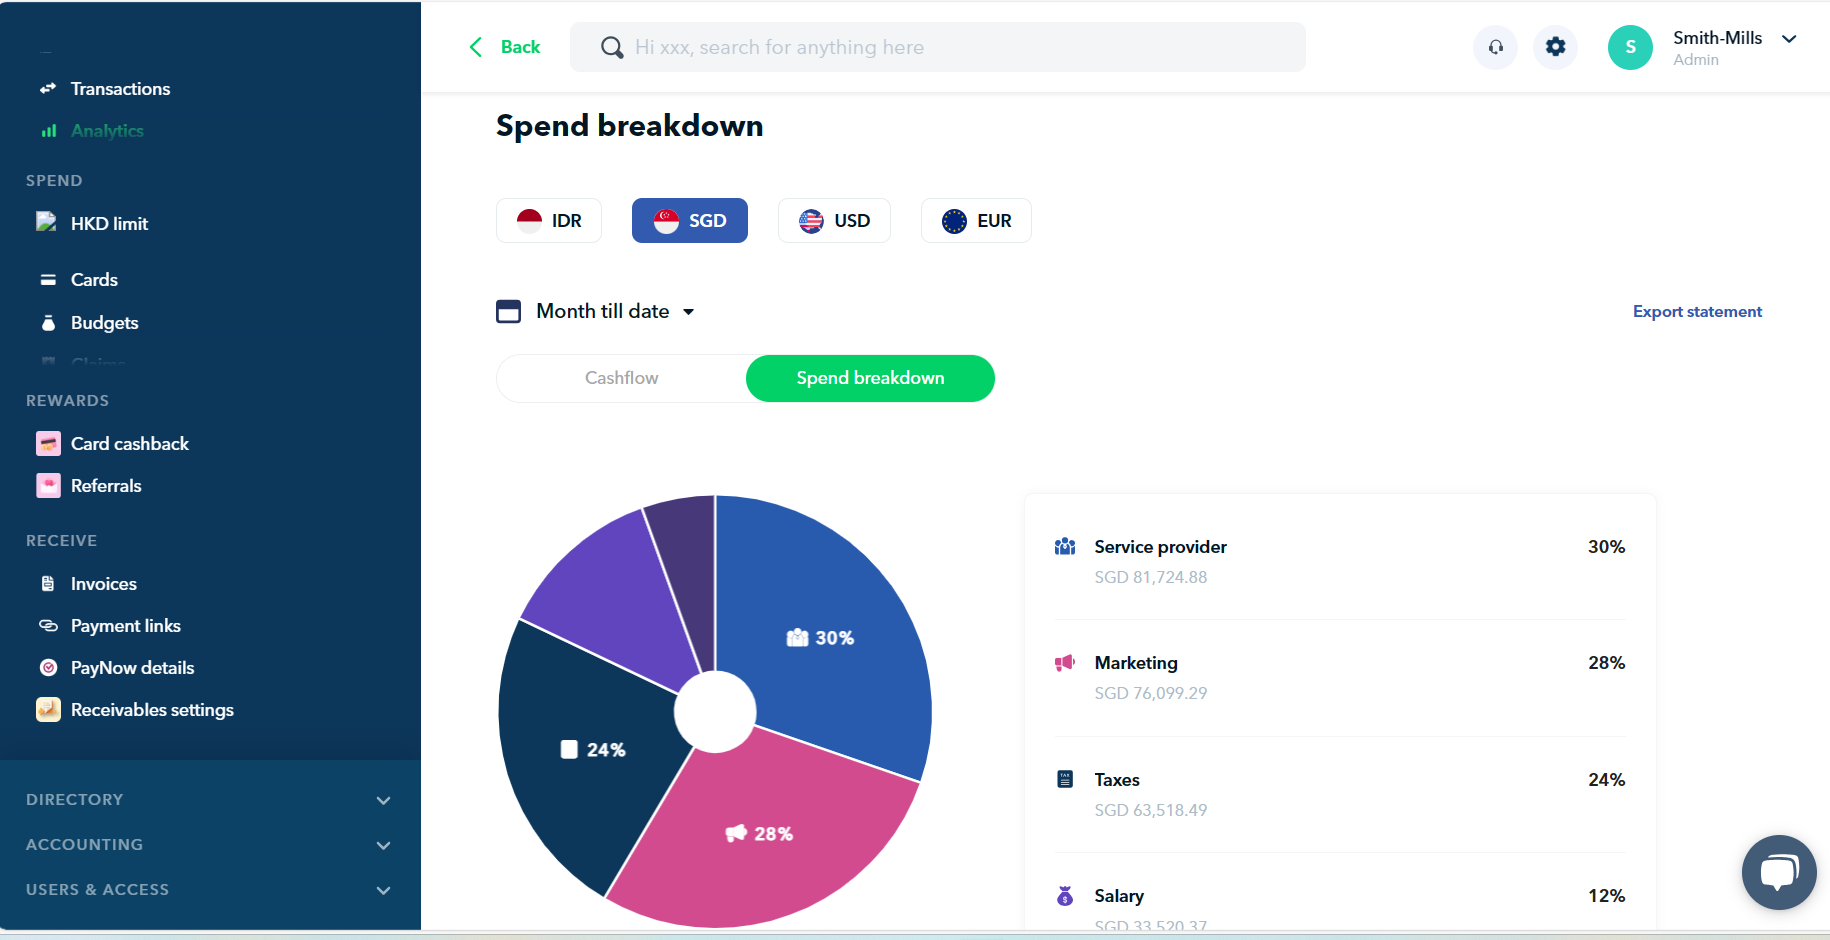 Transactions
Analytics
SPEND
HKD limit
Cards
Budgets
Claims
REWARDS
Card cashback
Referrals
RECEIVE
Invoices
Payment links
PayNow details
Receivables settings
DIRECTORY
ACCOUNTING
USERS & ACCESS
Back
Hi xxx, search for anything here
S
Smith-Mills
Admin
Spend breakdown
IDR
SGD
USD
EUR
Month till date
Export statement
Cashflow
Spend breakdown
30%
24%
28%
Service provider 30%
SGD 81,724.88
Marketing 28%
SGD 76,099.29
TAX
Taxes 24%
SGD 63,518.49
Salary 12%
SGD 33,520.37